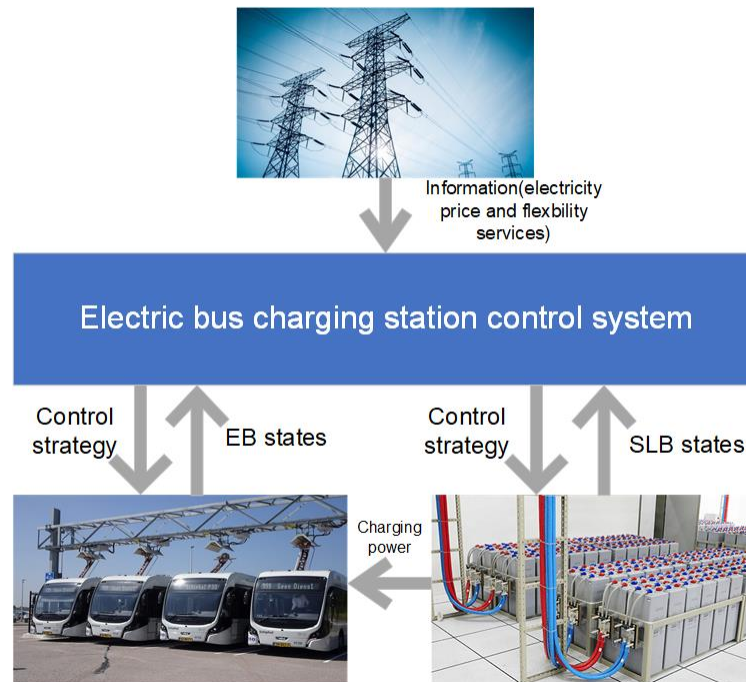 Information(electricity
price and flexbility
services)
Electric bus charging station control system
Control
strategy
EB states
Control
strategy
SLB states
Charging
power